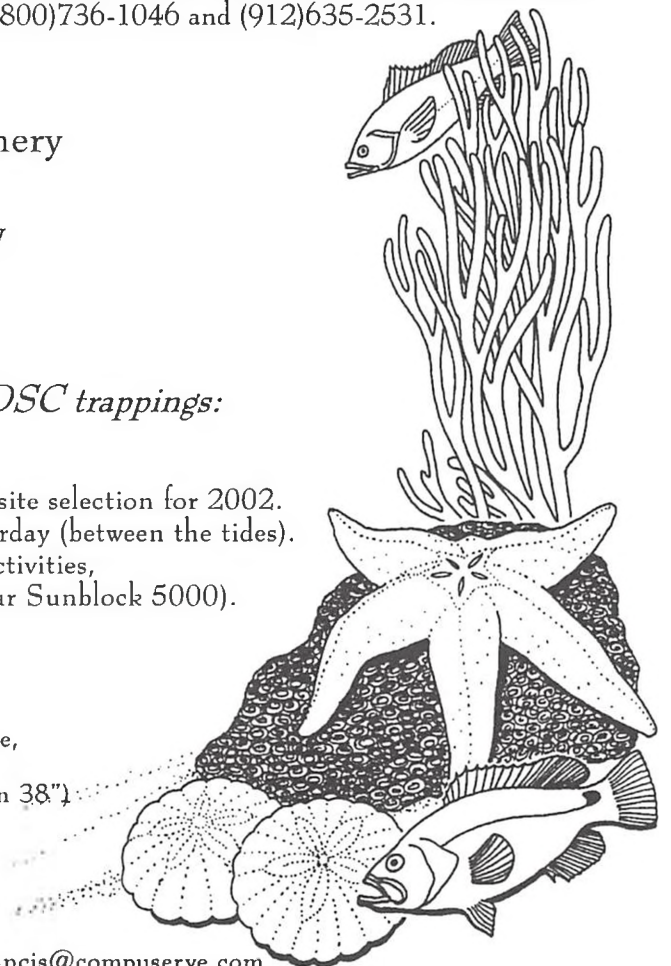 800)736-1046 and (912)635-2531.
nery
DSC trappings:
site selection for 2002.
rday (between the tides).
ctivities,
ur Sunblock 5000).
e,
n 38")
ncis@compuserve.com